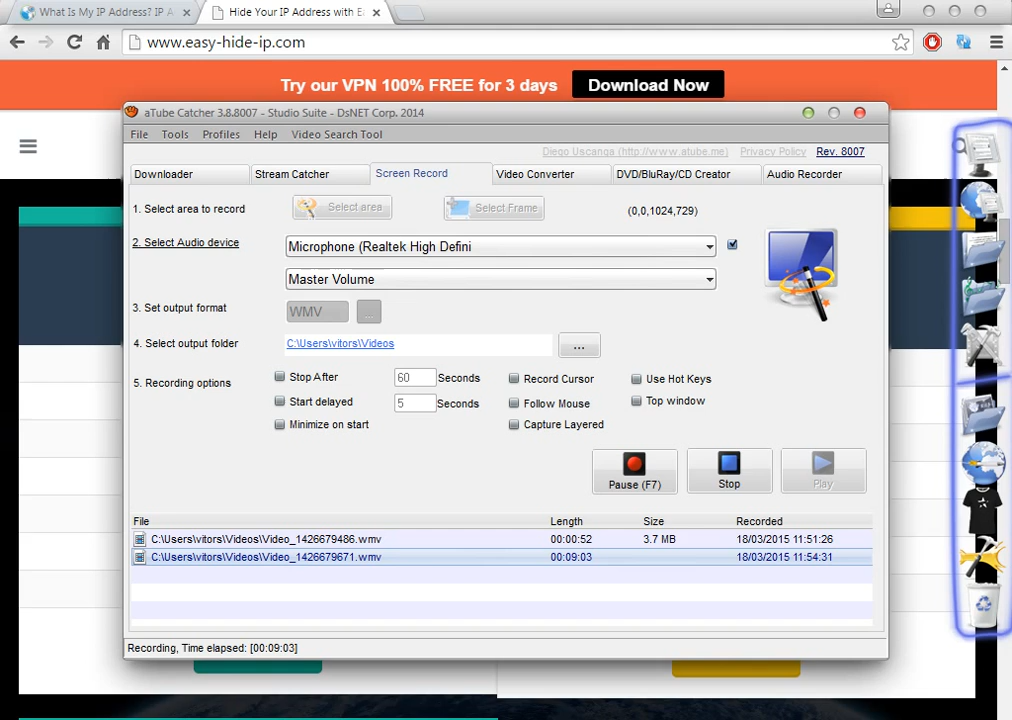 What Is My IP Address? IP A
Hide Your IP Address with Ea
www.easy-hide-ip.com
Try our VPN 100% FREE for 3 days
Download Now
aTube Catcher 3.8.8007 - Studio Suite - DsNET Corp. 2014
File Tools Profiles Help Video Search Tool
Diego Uscanga (http://www.atube.me) Privacy Policy Rev. 8007
Downloader Stream Catcher Screen Record Video Converter DVD/BluRay/CD Creator Audio Recorder
1. Select area to record Select area Select Frame (0,0,1024,729)
2. Select Audio device Microphone (Realtek High Defini
Master Volume
3. Set output format WMV ...
4. Select output folder C:\Users\vitors\Videos ...
5. Recording options
Stop After 60 Seconds Record Cursor Use Hot Keys
Start delayed 5 Seconds Follow Mouse Top window
Minimize on start Capture Layered
Pause (F7) Stop Play
File Length Size Recorded
C:\Users\vitors\Videos\Video_1426679486.wmv 00:00:52 3.7 MB 18/03/2015 11:51:26
C:\Users\vitors\Videos\Video_1426679671.wmv 00:09:03 18/03/2015 11:54:31
Recording, Time elapsed: [00:09:03]